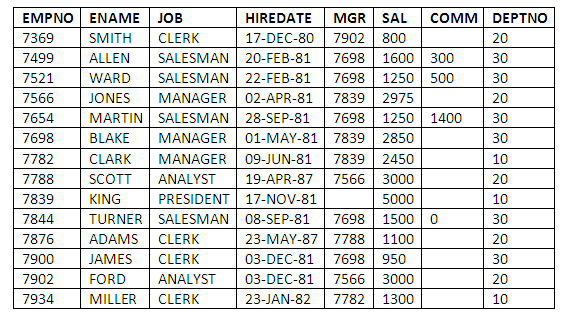 EMPNO ENAME JOB HIREDATE MGR SAL COMM DEPTNO
7369 SMITH CLERK 17-DEC-80 7902 800 20
7499 ALLEN SALESMAN 20-FEB-81 7698 1600 300 30
7521 WARD SALESMAN 22-FEB-81 7698 1250 500 30
7566 JONES MANAGER 02-APR-81 7839 2975 20
7654 MARTIN SALESMAN 28-SEP-81 7698 1250 1400 30
7698 BLAKE MANAGER 01-MAY-81 7839 2850 30
7782 CLARK MANAGER 09-JUN-81 7839 2450 10
7788 SCOTT ANALYST 19-APR-87 7566 3000 20
7839 KING PRESIDENT 17-NOV-81 5000 10
7844 TURNER SALESMAN 08-SEP-81 7698 1500 0 30
7876 ADAMS CLERK 23-MAY-87 7788 1100 20
7900 JAMES CLERK 03-DEC-81 7698 950 30
7902 FORD ANALYST 03-DEC-81 7566 3000 20
7934 MILLER CLERK 23-JAN-82 7782 1300 10